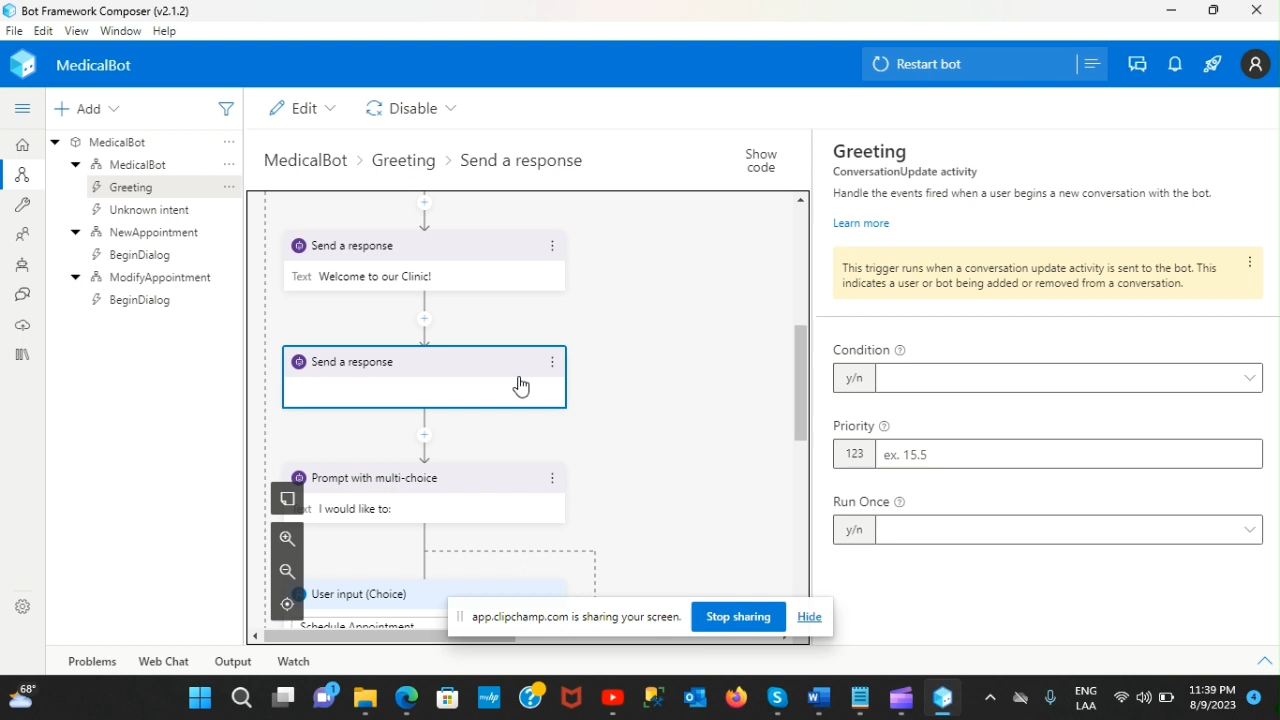 Bot Framework Composer (v2.1.2)
File Edit View Window Help
MedicalBot
Restart bot
Add
Edit
Disable
MedicalBot
MedicalBot
Greeting
Unknown intent
NewAppointment
BeginDialog
ModifyAppointment
BeginDialog
MedicalBot > Greeting > Send a response
Show
code
Send a response
Text Welcome to our Clinic!
Send a response
Prompt with multi-choice
I would like to:
User input (Choice)
Schedule Appointment
Greeting
ConversationUpdate activity
Handle the events fired when a user begins a new conversation with the bot.
Learn more
This trigger runs when a conversation update activity is sent to the bot. This
indicates a user or bot being added or removed from a conversation.
Condition
y/n
Priority
123 ex. 15.5
Run Once
y/n
app.clipchamp.com is sharing your screen. Stop sharing Hide
Problems Web Chat Output Watch
68°
1
mhp
ENG
LAA
11:39 PM
8/9/2023
4